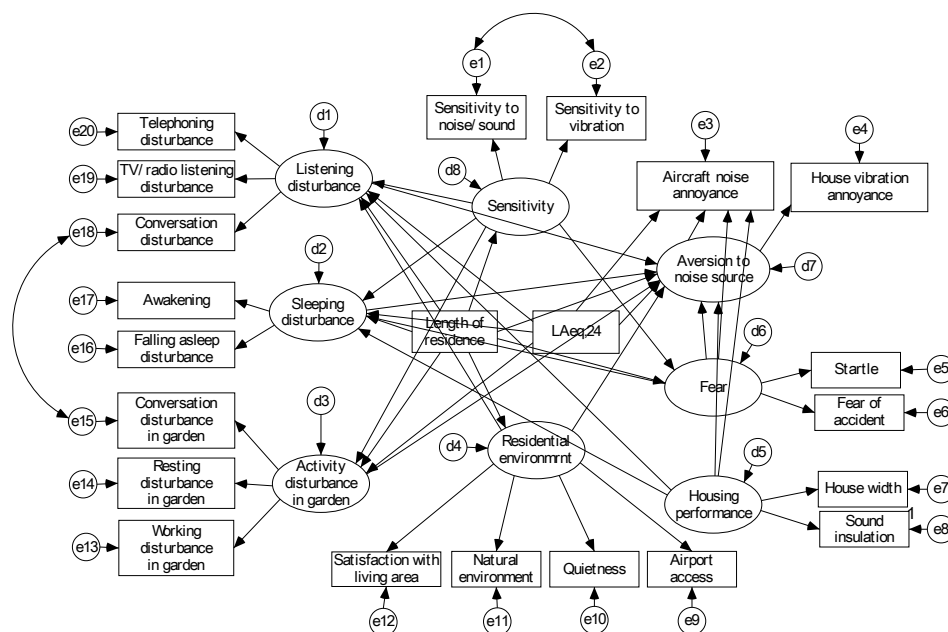 e1
e2
Sensitivity to
noise/ sound
Sensitivity to
vibration
e3
e4
Aircraft noise
annoyance
House vibration
annoyance
e20
Telephoning
disturbance
d1
e19
TV/ radio listening
disturbance
Listening
disturbance
d8
Sensitivity
e18
Conversation
disturbance
d2
Aversion to
noise source
d7
e17
Awakening
Sleeping
disturbance
Length of
residence
LAeq,24
e16
Falling asleep
disturbance
d6
Fear
Startle
e5
Fear of
accident
e6
e15
Conversation
disturbance
in garden
d3
d4
Residential
environmrnt
d5
e14
Resting
disturbance
in garden
Activity
disturbance
in garden
Housing
performance
House width
e7
1
Sound
insulation
e8
e13
Working
disturbance
in garden
Satisfaction with
living area
Natural
environment
Quietness
Airport
access
e12
e11
e10
e9